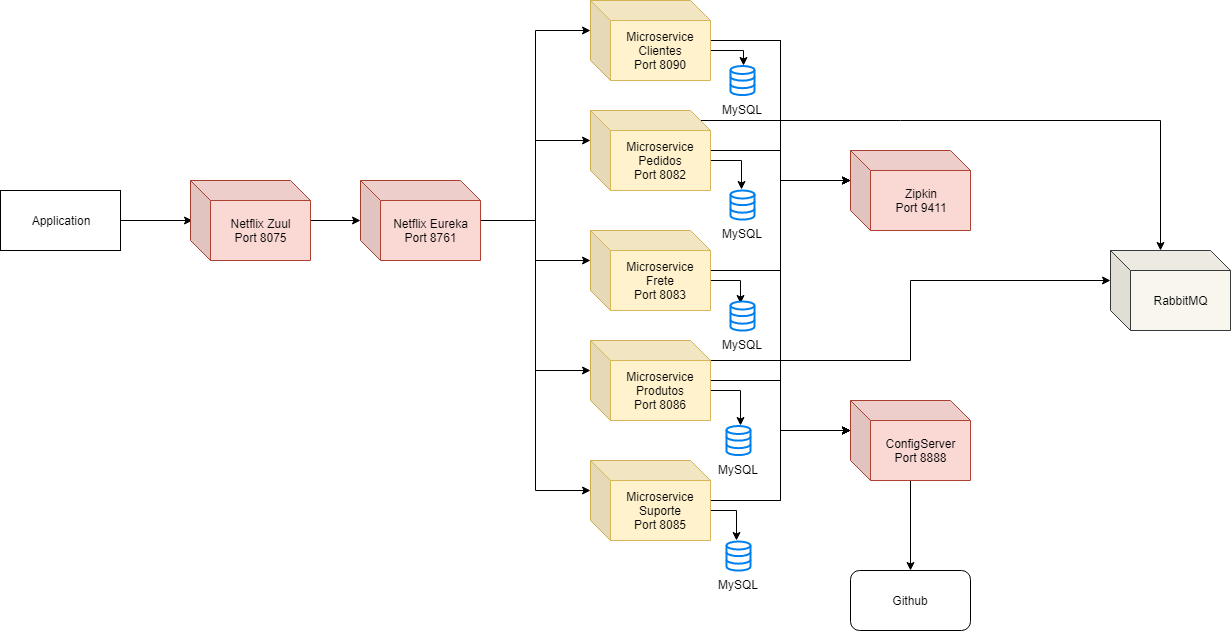 Application
Netflix Zuul
Port 8075
Netflix Eureka
Port 8761
Microservice
Clientes
Port 8090
MySQL
Microservice
Pedidos
Port 8082
MySQL
Microservice
Frete
Port 8083
MySQL
Microservice
Produtos
Port 8086
MySQL
Microservice
Suporte
Port 8085
MySQL
Zipkin
Port 9411
RabbitMQ
ConfigServer
Port 8888
Github